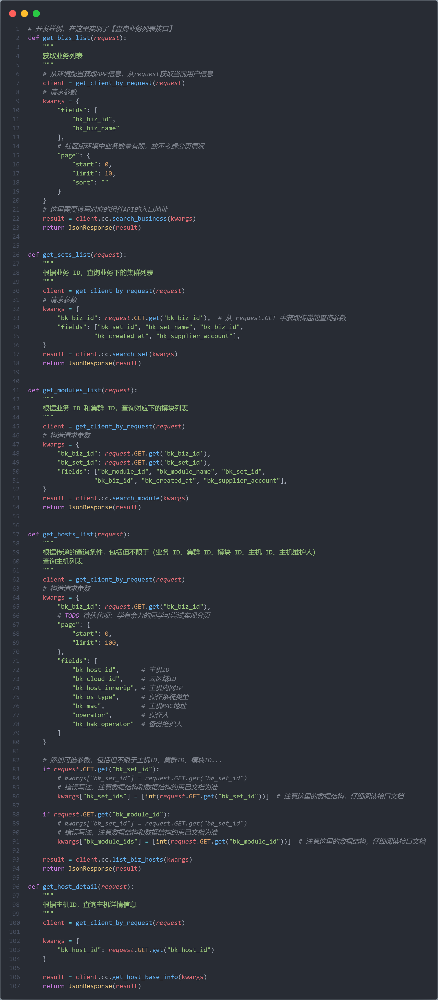 1 # 开发样例，在这里实现了【查询业务列表接口】
2 def get_bizs_list(request):
3     """
4     获取业务列表
5     """
6     # 从环境配置获取APP信息，从request获取当前用户信息
7     client = get_client_by_request(request)
8     # 请求参数
9     kwargs = {
10         "fields": [
11             "bk_biz_id",
12             "bk_biz_name"
13         ],
14         # 社区版环境中业务数量有限，故不考虑分页情况
15         "page": {
16             "start": 0,
17             "limit": 10,
18             "sort": ""
19         }
20     }
21     # 这里需要填写对应的组件API的入口地址
22     result = client.cc.search_business(kwargs)
23     return JsonResponse(result)
24
25
26 def get_sets_list(request):
27     """
28     根据业务 ID，查询业务下的集群列表
29     """
30     client = get_client_by_request(request)
31     # 请求参数
32     kwargs = {
33         "bk_biz_id": request.GET.get('bk_biz_id'),  # 从 request.GET 中获取传递的查询参数
34         "fields": ["bk_set_id", "bk_set_name", "bk_biz_id",
35                   "bk_created_at", "bk_supplier_account"],
36     }
37     result = client.cc.search_set(kwargs)
38     return JsonResponse(result)
39
40
41 def get_modules_list(request):
42     """
43     根据业务 ID 和集群 ID，查询对应下的模块列表
44     """
45     client = get_client_by_request(request)
46     # 构造请求参数
47     kwargs = {
48         "bk_biz_id": request.GET.get('bk_biz_id'),
49         "bk_set_id": request.GET.get('bk_set_id'),
50         "fields": ["bk_module_id", "bk_module_name", "bk_set_id",
51                   "bk_biz_id", "bk_created_at", "bk_supplier_account"],
52     }
53     result = client.cc.search_module(kwargs)
54     return JsonResponse(result)
55
56
57 def get_hosts_list(request):
58     """
59     根据传递的查询条件，包括但不限于（业务 ID、集群 ID、模块 ID、主机 ID、主机维护人）
60     查询主机列表
61     """
62     client = get_client_by_request(request)
63     # 构造请求参数
64     kwargs = {
65         "bk_biz_id": request.GET.get("bk_biz_id"),
66         # TODO 待优化项: 学有余力的同学可尝试实现分页
67         "page": {
68             "start": 0,
69             "limit": 100,
70         },
71         "fields": [
72             "bk_host_id",      # 主机ID
73             "bk_cloud_id",     # 云区域ID
74             "bk_host_innerip", # 主机内网IP
75             "bk_os_type",      # 操作系统类型
76             "bk_mac",          # 主机MAC地址
77             "operator",        # 操作人
78             "bk_bak_operator"  # 备份维护人
79         ]
80     }
81
82     # 添加可选参数，包括但不限于主机ID、集群ID、模块ID...
83     if request.GET.get("bk_set_id"):
84         # kwargs["bk_set_id"] = request.GET.get("bk_set_id")
85         # 错误写法，注意数据结构和数据结构约束已文档为准
86         kwargs["bk_set_ids"] = [int(request.GET.get("bk_set_id"))]  # 注意这里的数据结构，仔细阅读接口文档
87
88     if request.GET.get("bk_module_id"):
89         # kwargs["bk_set_id"] = request.GET.get("bk_set_id")
90         # 错误写法，注意数据结构和数据结构约束已文档为准
91         kwargs["bk_module_ids"] = [int(request.GET.get("bk_module_id"))]  # 注意这里的数据结构，仔细阅读接口文档
92
93     result = client.cc.list_biz_hosts(kwargs)
94     return JsonResponse(result)
95
96 def get_host_detail(request):
97     """
98     根据主机ID，查询主机详情信息
99     """
100     client = get_client_by_request(request)
101
102     kwargs = {
103         "bk_host_id": request.GET.get("bk_host_id")
104     }
105
106     result = client.cc.get_host_base_info(kwargs)
107     return JsonResponse(result)